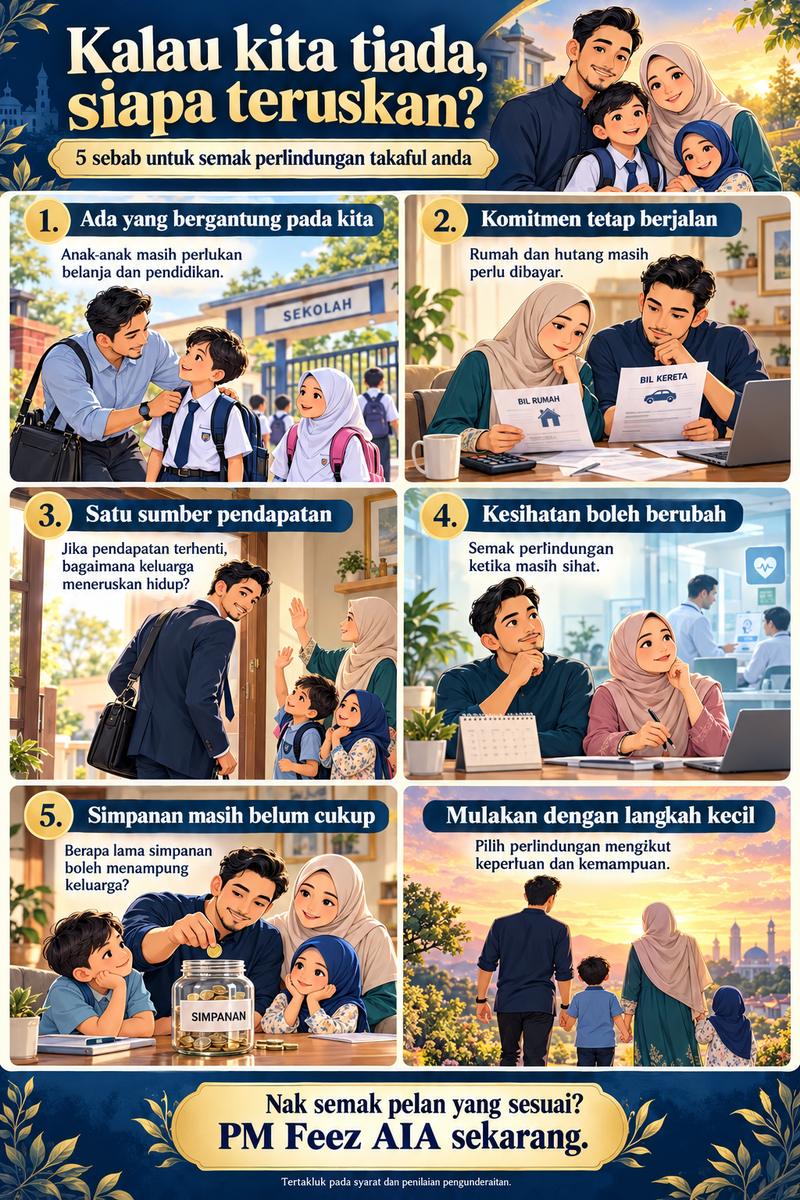 Kalau kita tiada,
siapa teruskan?
5 sebab untuk semak perlindungan takaful anda
1. Ada yang bergantung pada kita
Anak-anak masih perlukan
belanja dan pendidikan.
SEKOLAH
2. Komitmen tetap berjalan
Rumah dan hutang masih
perlu dibayar.
BIL RUMAH
BIL KERETA
3. Satu sumber pendapatan
Jika pendapatan terhenti,
bagaimana keluarga
meneruskan hidup?
4. Kesihatan boleh berubah
Semak perlindungan
ketika masih sihat.
5. Simpanan masih belum cukup
Berapa lama simpanan
boleh menampung
keluarga?
SIMPANAN
Mulakan dengan langkah kecil
Pilih perlindungan mengikut
keperluan dan kemampuan.
Nak semak pelan yang sesuai?
PM Feez AIA sekarang.
Tertakluk pada syarat dan penilaian pengunderaitan.